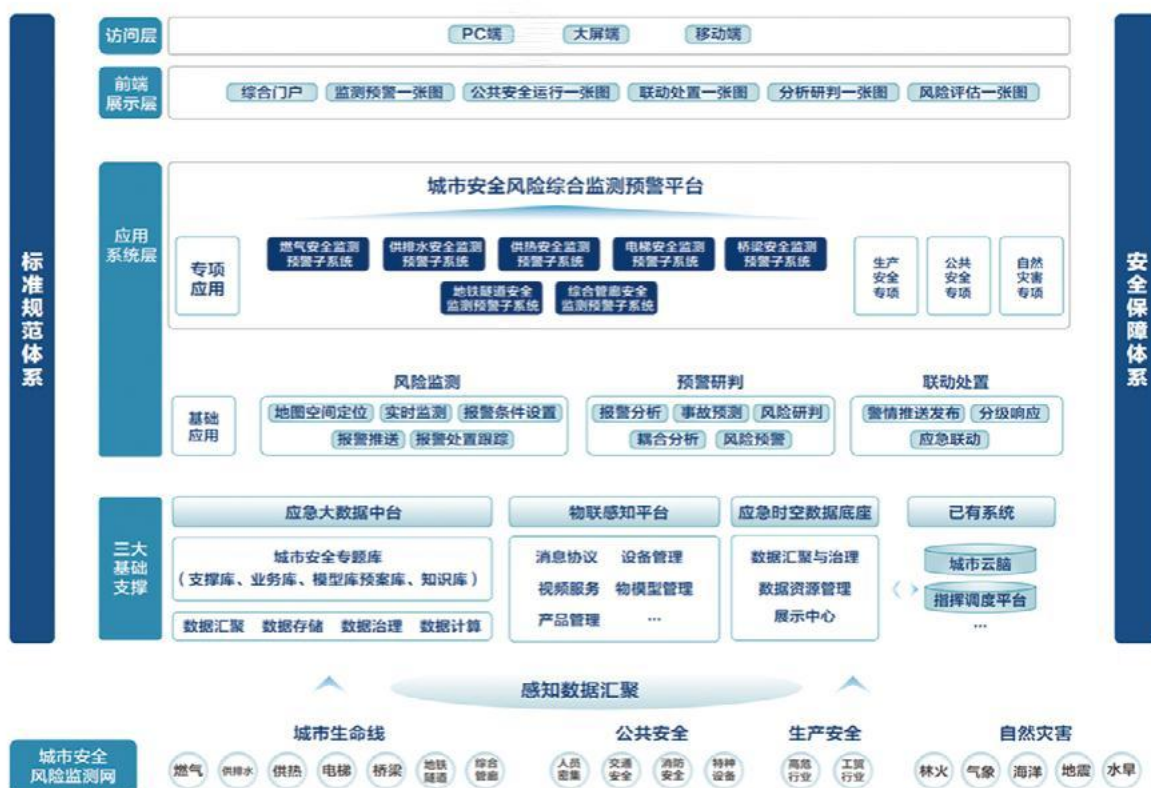 标准规范体系
安全保障体系
访问层
PC端 大屏端 移动端
前端
展示层
综合门户 监测预警一张图 公共安全运行一张图 联动处置一张图 分析研判一张图 风险评估一张图
应用
系统层
城市安全风险综合监测预警平台
专项
应用
燃气安全监测
预警子系统
供排水安全监测
预警子系统
供热安全监测
预警子系统
电梯安全监测
预警子系统
桥梁安全监测
预警子系统
地铁隧道安全
监测预警子系统
综合管廊安全
监测预警子系统
生产
安全
专项
公共
安全
专项
自然
灾害
专项
基础
应用
风险监测
地图空间定位 实时监测 报警条件设置
报警推送 报警处置跟踪
预警研判
报警分析 事故预测 风险研判
耦合分析 风险预警
联动处置
警情推送发布 分级响应
应急联动
三大
基础
支撑
应急大数据中台
城市安全专题库
(支撑库、业务库、模型库预案库、知识库)
数据汇聚 数据存储 数据治理 数据计算
物联感知平台
消息协议 设备管理
视频服务 物模型管理
产品管理 …
应急时空数据底座
数据汇聚与治理
数据资源管理
展示中心
已有系统
城市云脑
指挥调度平台
…
感知数据汇聚
城市安全
风险监测网
城市生命线
燃气 供排水 供热 电梯 桥梁
地铁
隧道
综合
管廊
公共安全
人员
密集
交通
安全
消防
安全
特种
设备
生产安全
高危
行业
工贸
行业
自然灾害
林火 气象 海洋 地震 水旱